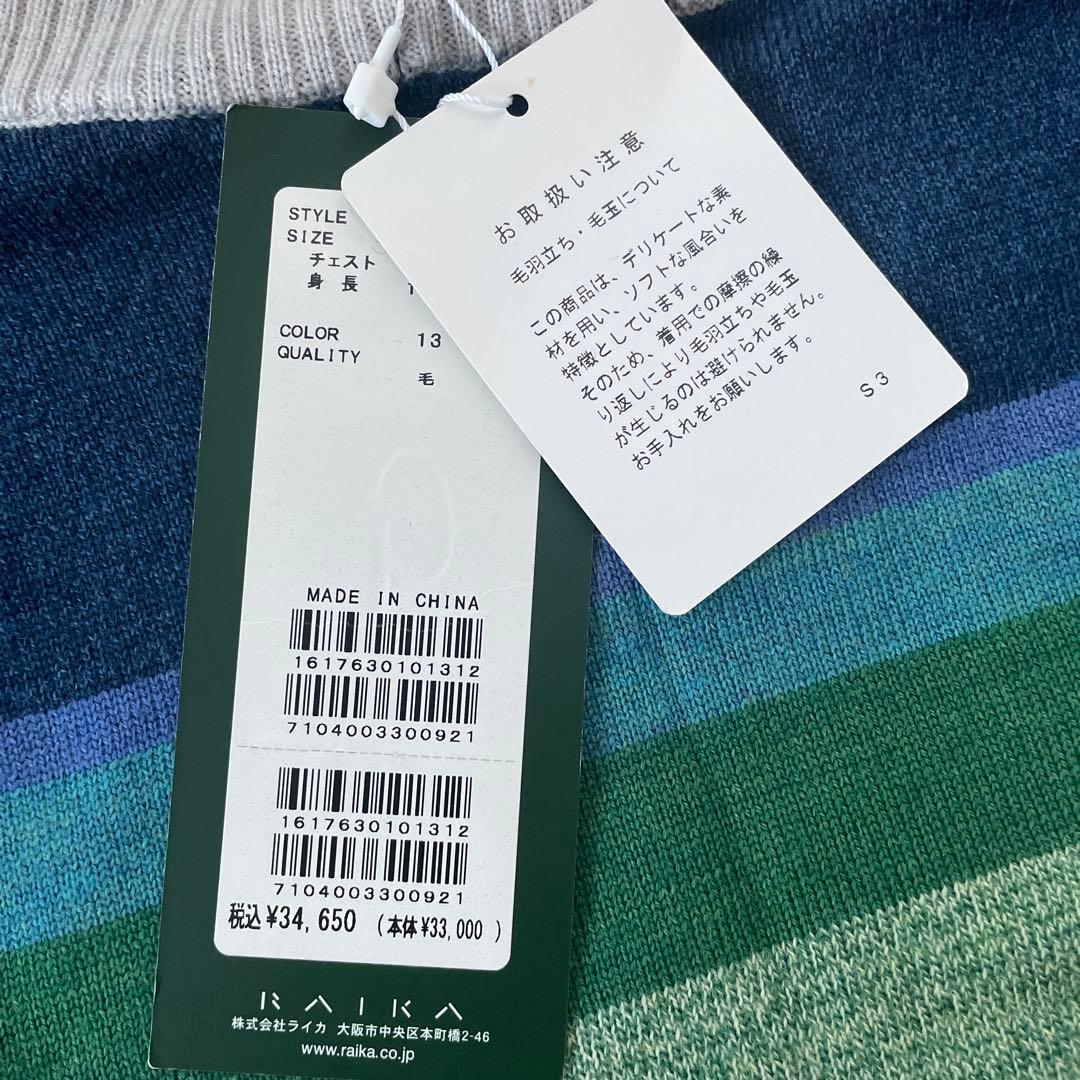 お取扱い注意
毛羽立ち・毛玉について
この商品は、デリケートな素
材を用い、ソフトな風合いを
特徴としています。
そのため、着用での摩擦の繰
り返しにより毛羽立ちや毛玉
が生じるのは避けられません。
お手入れをお願いします。
S3
STYLE
SIZE
チェスト
身長
COLOR 13
QUALITY
毛
MADE IN CHINA
1617630101312
7104003300921
1617630101312
7104003300921
税込¥34,650 (本体¥33,000 )
RAIKA
株式会社ライカ 大阪市中央区本町橋2-46
www.raika.co.jp